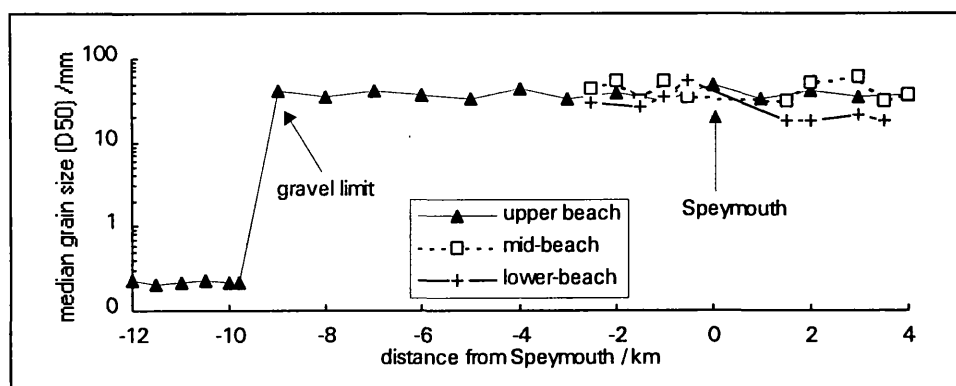 median grain size (D50) /mm
100
10
1
0
gravel limit
Speymouth
upper beach
mid-beach
lower-beach
-12 -10 -8 -6 -4 -2 0 2 4
distance from Speymouth / km